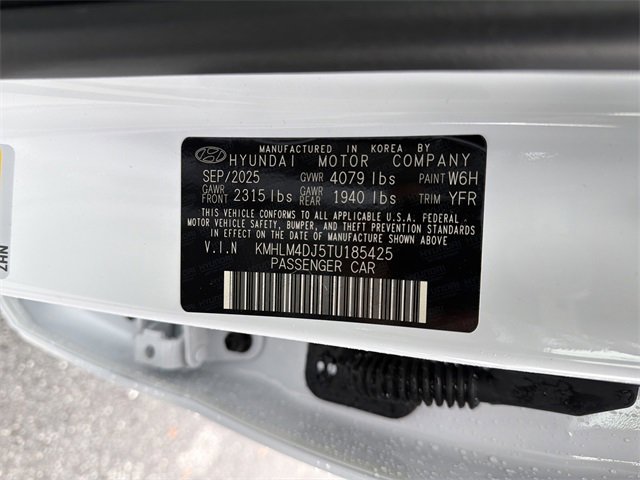 MANUFACTURED IN KOREA BY
HYUNDAI MOTOR COMPANY
SEP/2025 GVWR 4079 lbs PAINT W6H
GAWR FRONT 2315 lbs GAWR REAR 1940 lbs TRIM YFR
THIS VEHICLE CONFORMS TO ALL APPLICABLE U.S.A. FEDERAL
MOTOR VEHICLE SAFETY, BUMPER, AND THEFT PREVENTION STANDARDS
IN EFFECT ON THE DATE OF MANUFACTURE SHOWN ABOVE.
V.I.N KMHLM4DJ5TU185425
PASSENGER CAR
NHZ